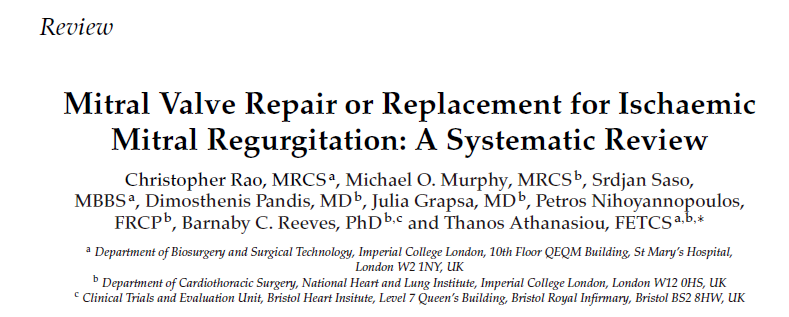 Review
Mitral Valve Repair or Replacement for Ischaemic
Mitral Regurgitation: A Systematic Review
Christopher Rao, MRCS a, Michael O. Murphy, MRCS b, Srdjan Saso,
MBBS a, Dimosthenis Pandis, MD b, Julia Grapsa, MD b, Petros Nihoyannopoulos,
FRCP b, Barnaby C. Reeves, PhD b,c and Thanos Athanasiou, FETCS a,b,*
a Department of Biosurgery and Surgical Technology, Imperial College London, 10th Floor QEQM Building, St Mary's Hospital,
London W2 1NY, UK
b Department of Cardiothoracic Surgery, National Heart and Lung Institute, Imperial College London, London W12 0HS, UK
c Clinical Trials and Evaluation Unit, Bristol Heart Insitute, Level 7 Queen's Building, Bristol Royal Infirmary, Bristol BS2 8HW, UK